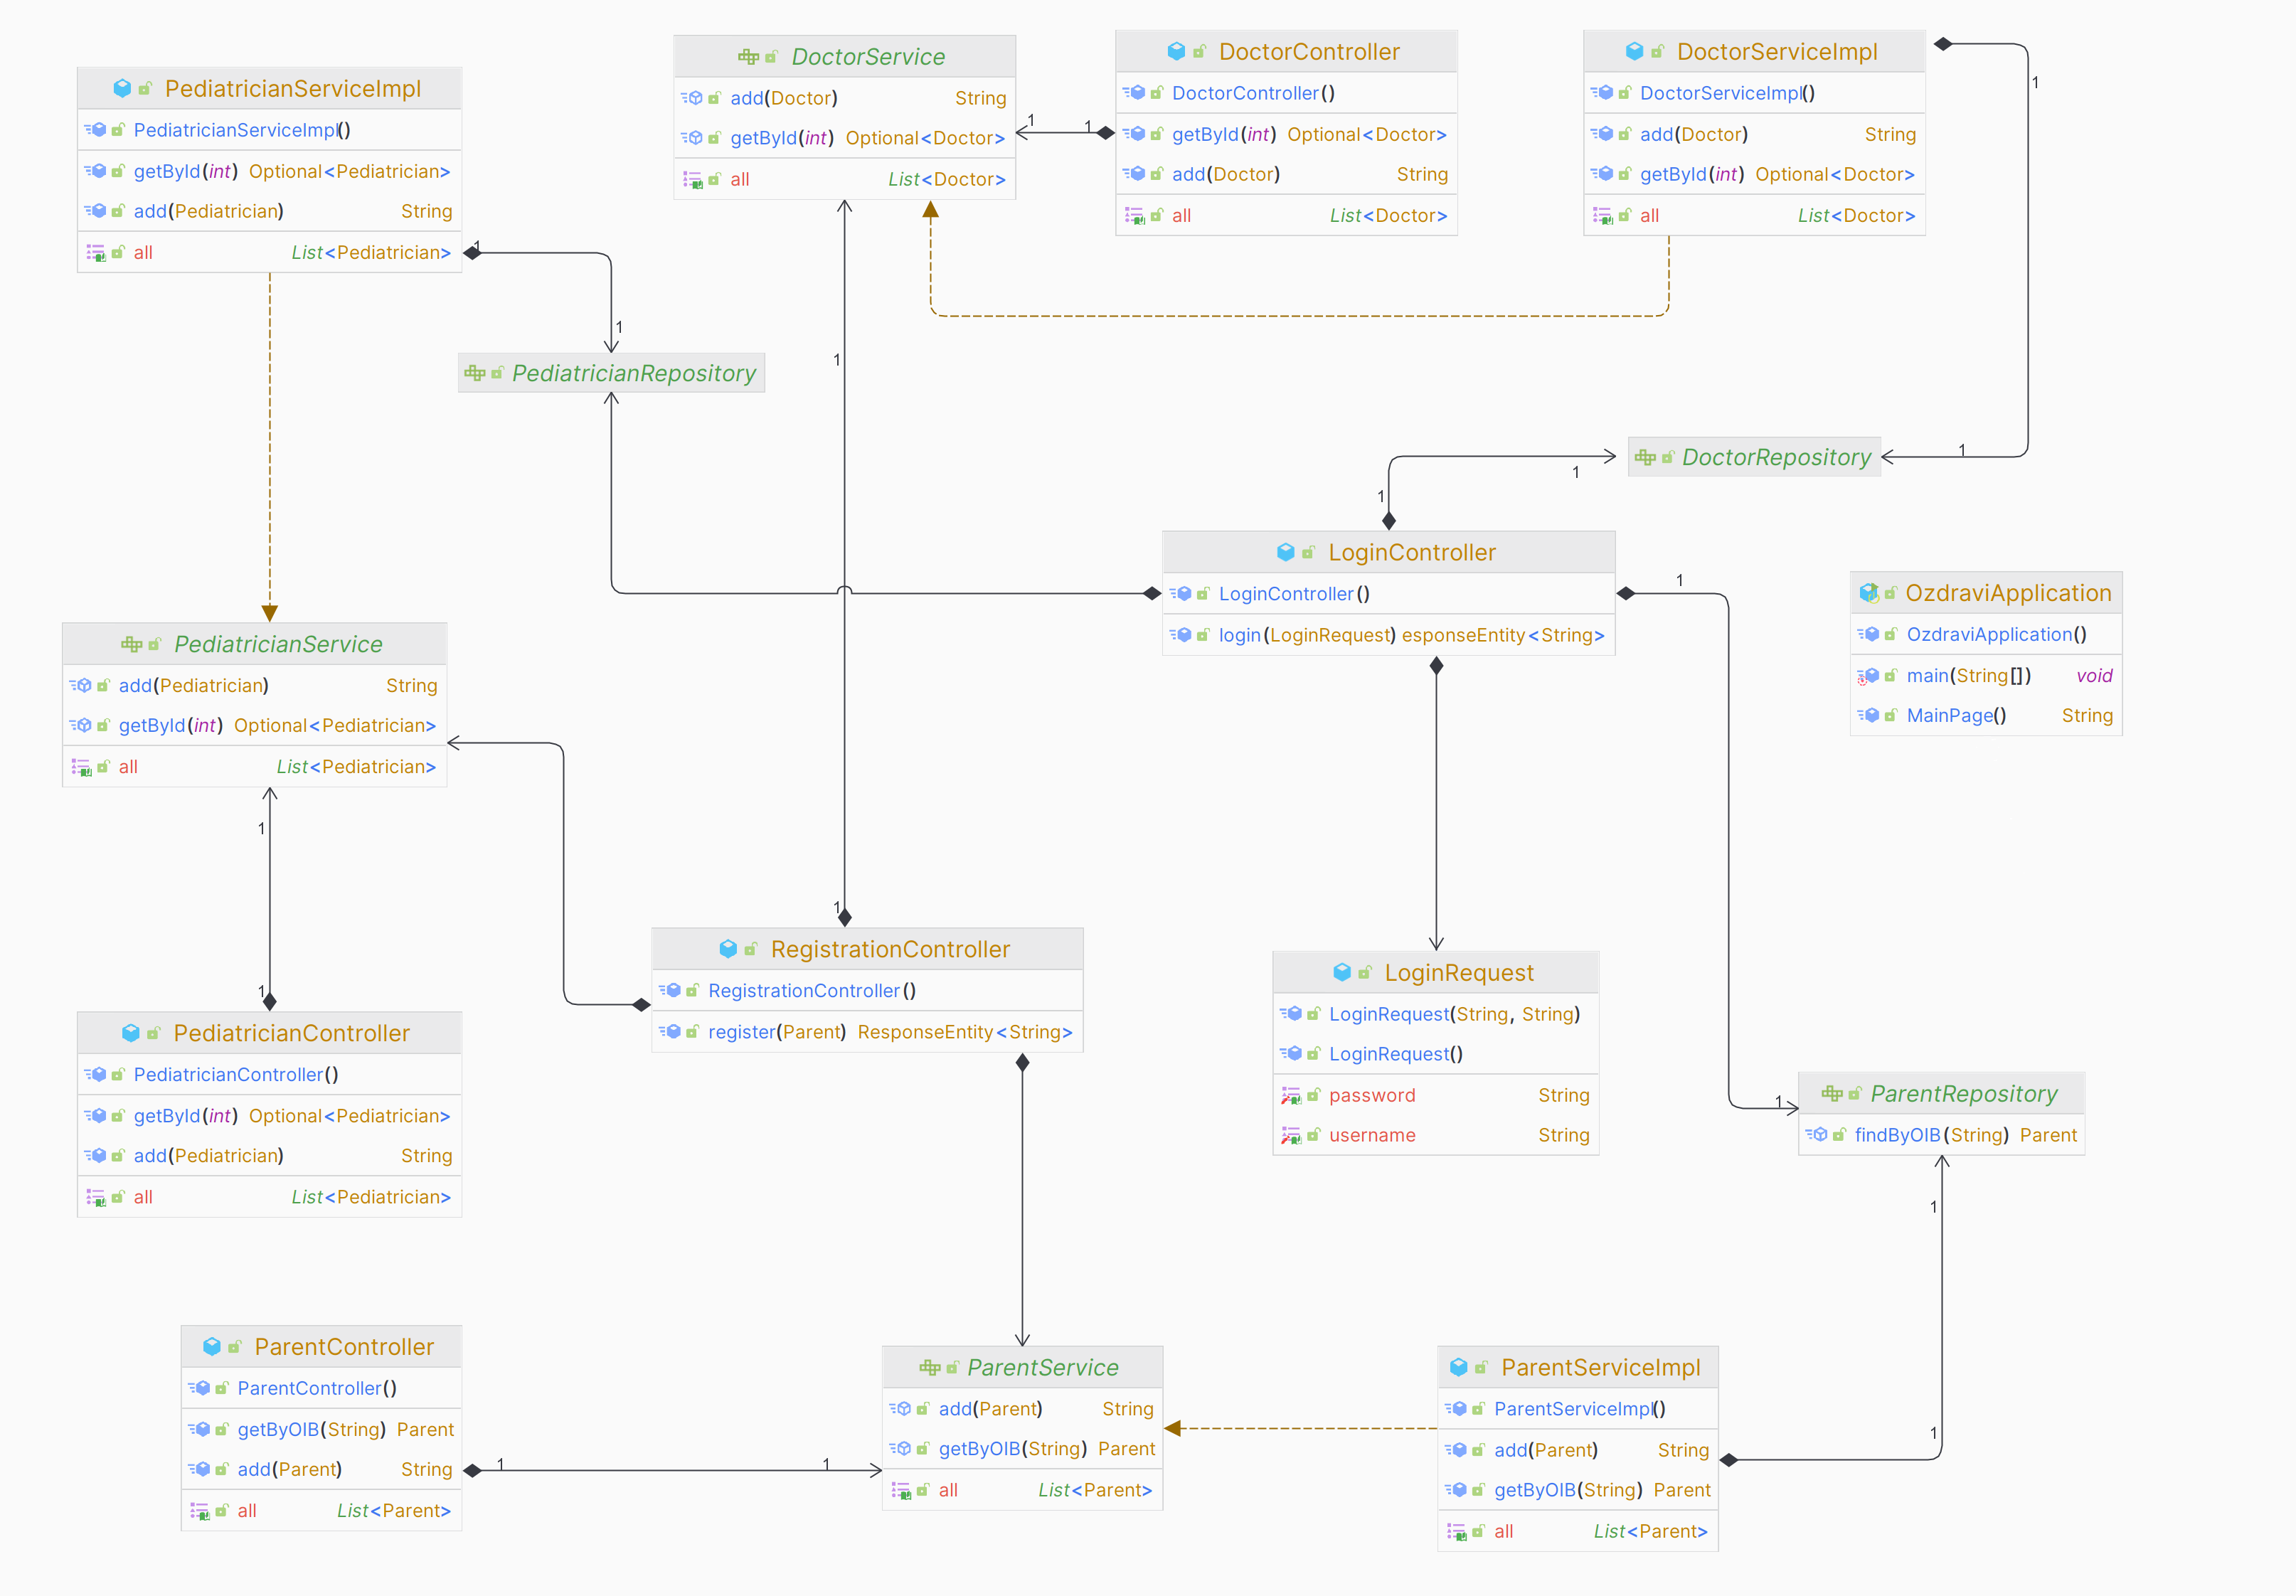 PediatricianServiceImpl
PediatricianServiceImpl()
getById(int) Optional<Pediatrician>
add(Pediatrician) String
all List<Pediatrician>
1
1
DoctorService
add(Doctor) String
getById(int) Optional<Doctor>
all List<Doctor>
1
1
DoctorController
DoctorController()
getById(int) Optional<Doctor>
add(Doctor) String
all List<Doctor>
DoctorServiceImpl
DoctorServiceImpl()
add(Doctor) String
getById(int) Optional<Doctor>
all List<Doctor>
1
1
PediatricianRepository
1
DoctorRepository
1
1
LoginController
LoginController()
login(LoginRequest) esponseEntity<String>
1
OzdraviApplication
OzdraviApplication()
main(String[]) void
MainPage() String
PediatricianService
add(Pediatrician) String
getById(int) Optional<Pediatrician>
all List<Pediatrician>
1
1
1
RegistrationController
RegistrationController()
register(Parent) ResponseEntity<String>
LoginRequest
LoginRequest(String, String)
LoginRequest()
password String
username String
PediatricianController
PediatricianController()
getById(int) Optional<Pediatrician>
add(Pediatrician) String
all List<Pediatrician>
1
ParentRepository
findByOIB(String) Parent
1
1
ParentController
ParentController()
getByOIB(String) Parent
add(Parent) String
all List<Parent>
1
1
ParentService
add(Parent) String
getByOIB(String) Parent
all List<Parent>
ParentServiceImpl
ParentServiceImpl()
add(Parent) String
getByOIB(String) Parent
all List<Parent>